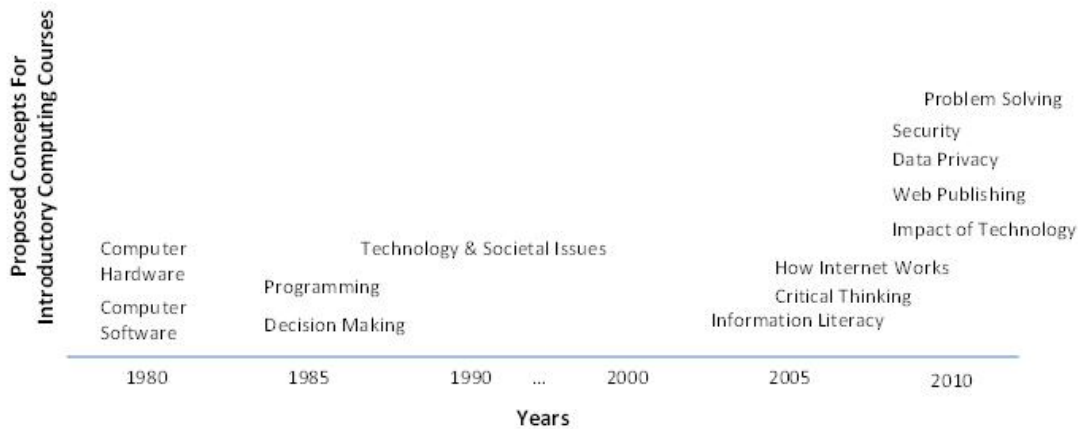 Proposed Concepts For
Introductory Computing Courses
Problem Solving
Security
Data Privacy
Web Publishing
Impact of Technology
Computer
Hardware
Technology & Societal Issues
How Internet Works
Programming
Critical Thinking
Computer
Software
Decision Making
Information Literacy
1980 1985 1990 ... 2000 2005 2010
Years